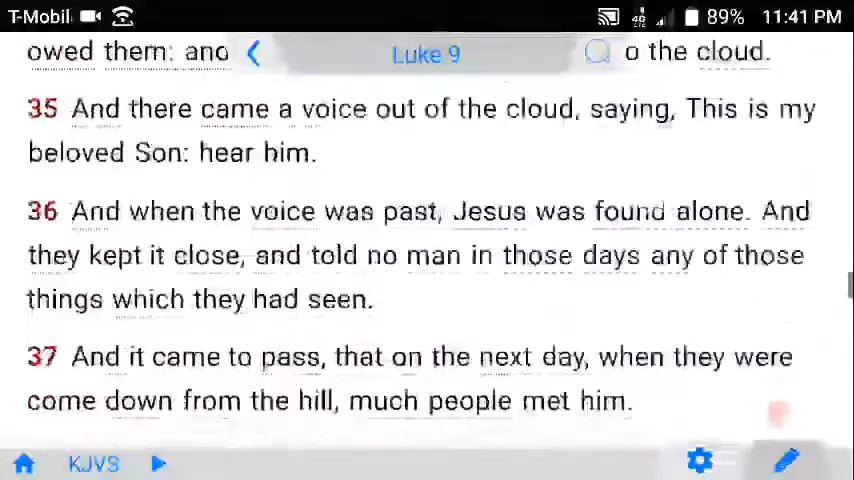 T-Mobil 4G 89% 11:41 PM
owed them: and Luke 9 o the cloud.
35 And there came a voice out of the cloud, saying, This is my
beloved Son: hear him.
36 And when the voice was past, Jesus was found alone. And
they kept it close, and told no man in those days any of those
things which they had seen.
37 And it came to pass, that on the next day, when they were
come down from the hill, much people met him.
KJVS